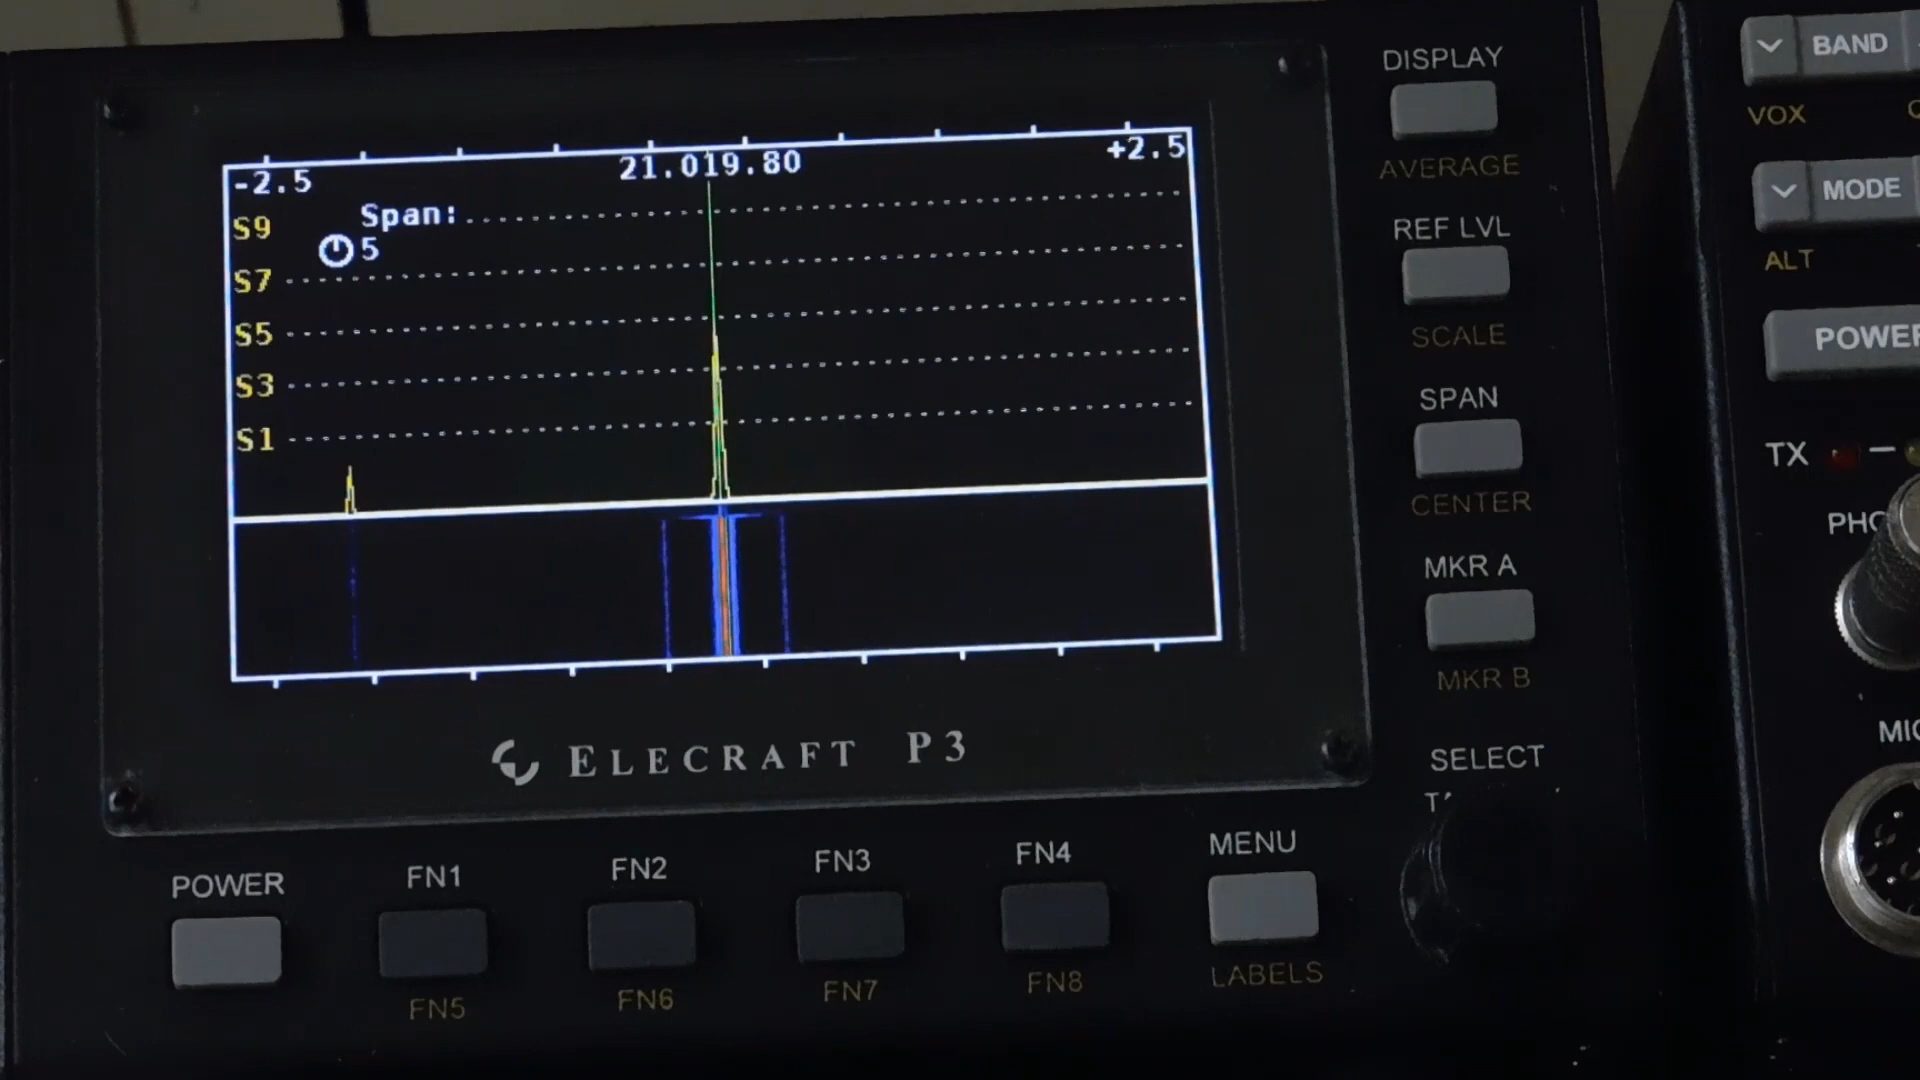 -2.5 21.019.80 +2.5
Span:
5
S9
S7
S5
S3
S1
ELECRAFT P3
DISPLAY
AVERAGE
REF LVL
SCALE
SPAN
CENTER
MKR A
MKR B
SELECT
POWER FN1 FN2 FN3 FN4 MENU
FN5 FN6 FN7 FN8 LABELS
BAND
VOX
MODE
ALT
POWER
TX